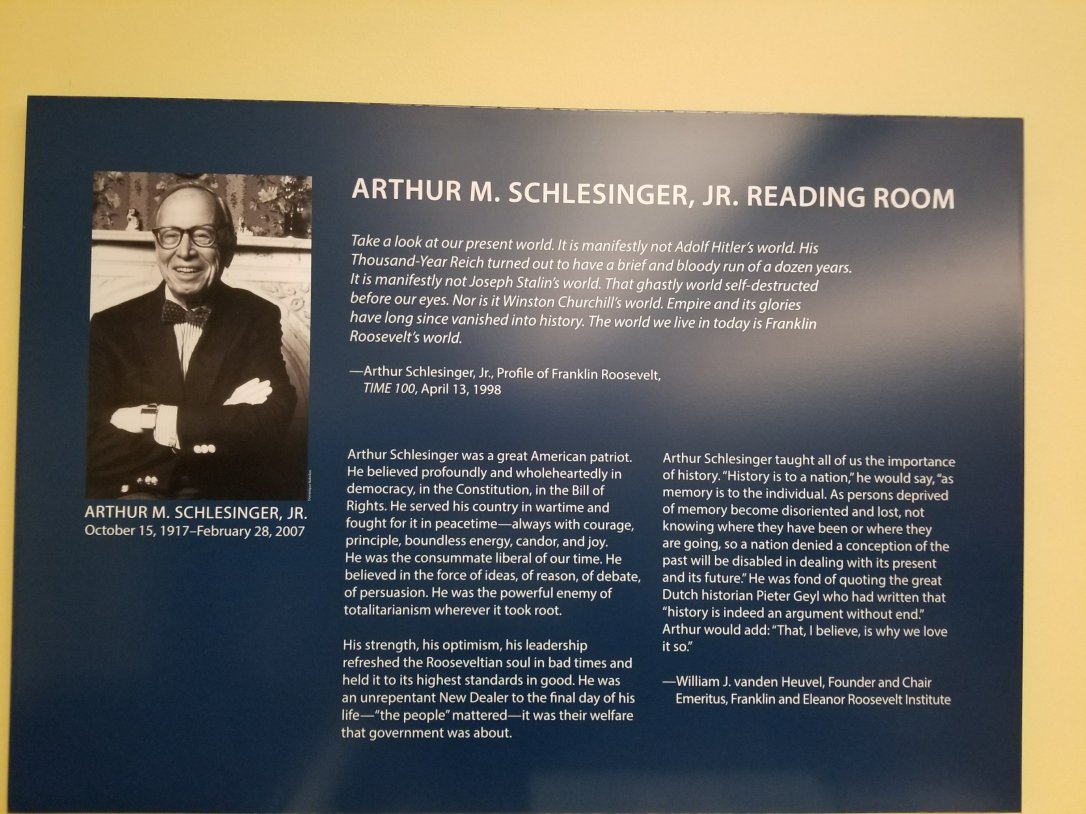 ARTHUR M. SCHLESINGER, JR. READING ROOM
Take a look at our present world. It is manifestly not Adolf Hitler's world. His
Thousand-Year Reich turned out to have a brief and bloody run of a dozen years.
It is manifestly not Joseph Stalin's world. That ghastly world self-destructed
before our eyes. Nor is it Winston Churchill's world. Empire and its glories
have long since vanished into history. The world we live in today is Franklin
Roosevelt's world.
—Arthur Schlesinger, Jr., Profile of Franklin Roosevelt,
TIME 100, April 13, 1998
ARTHUR M. SCHLESINGER, JR.
October 15, 1917–February 28, 2007
Arthur Schlesinger was a great American patriot.
He believed profoundly and wholeheartedly in
democracy, in the Constitution, in the Bill of
Rights. He served his country in wartime and
fought for it in peacetime—always with courage,
principle, boundless energy, candor, and joy.
He was the consummate liberal of our time. He
believed in the force of ideas, of reason, of debate,
of persuasion. He was the powerful enemy of
totalitarianism wherever it took root.
His strength, his optimism, his leadership
refreshed the Rooseveltian soul in bad times and
held it to its highest standards in good. He was
an unrepentant New Dealer to the final day of his
life—"the people" mattered—it was their welfare
that government was about.
Arthur Schlesinger taught all of us the importance
of history. "History is to a nation," he would say, "as
memory is to the individual. As persons deprived
of memory become disoriented and lost, not
knowing where they have been or where they
are going, so a nation denied a conception of the
past will be disabled in dealing with its present
and its future." He was fond of quoting the great
Dutch historian Pieter Geyl who had written that
"history is indeed an argument without end."
Arthur would add: "That, I believe, is why we love
it so."
—William J. vanden Heuvel, Founder and Chair
Emeritus, Franklin and Eleanor Roosevelt Institute